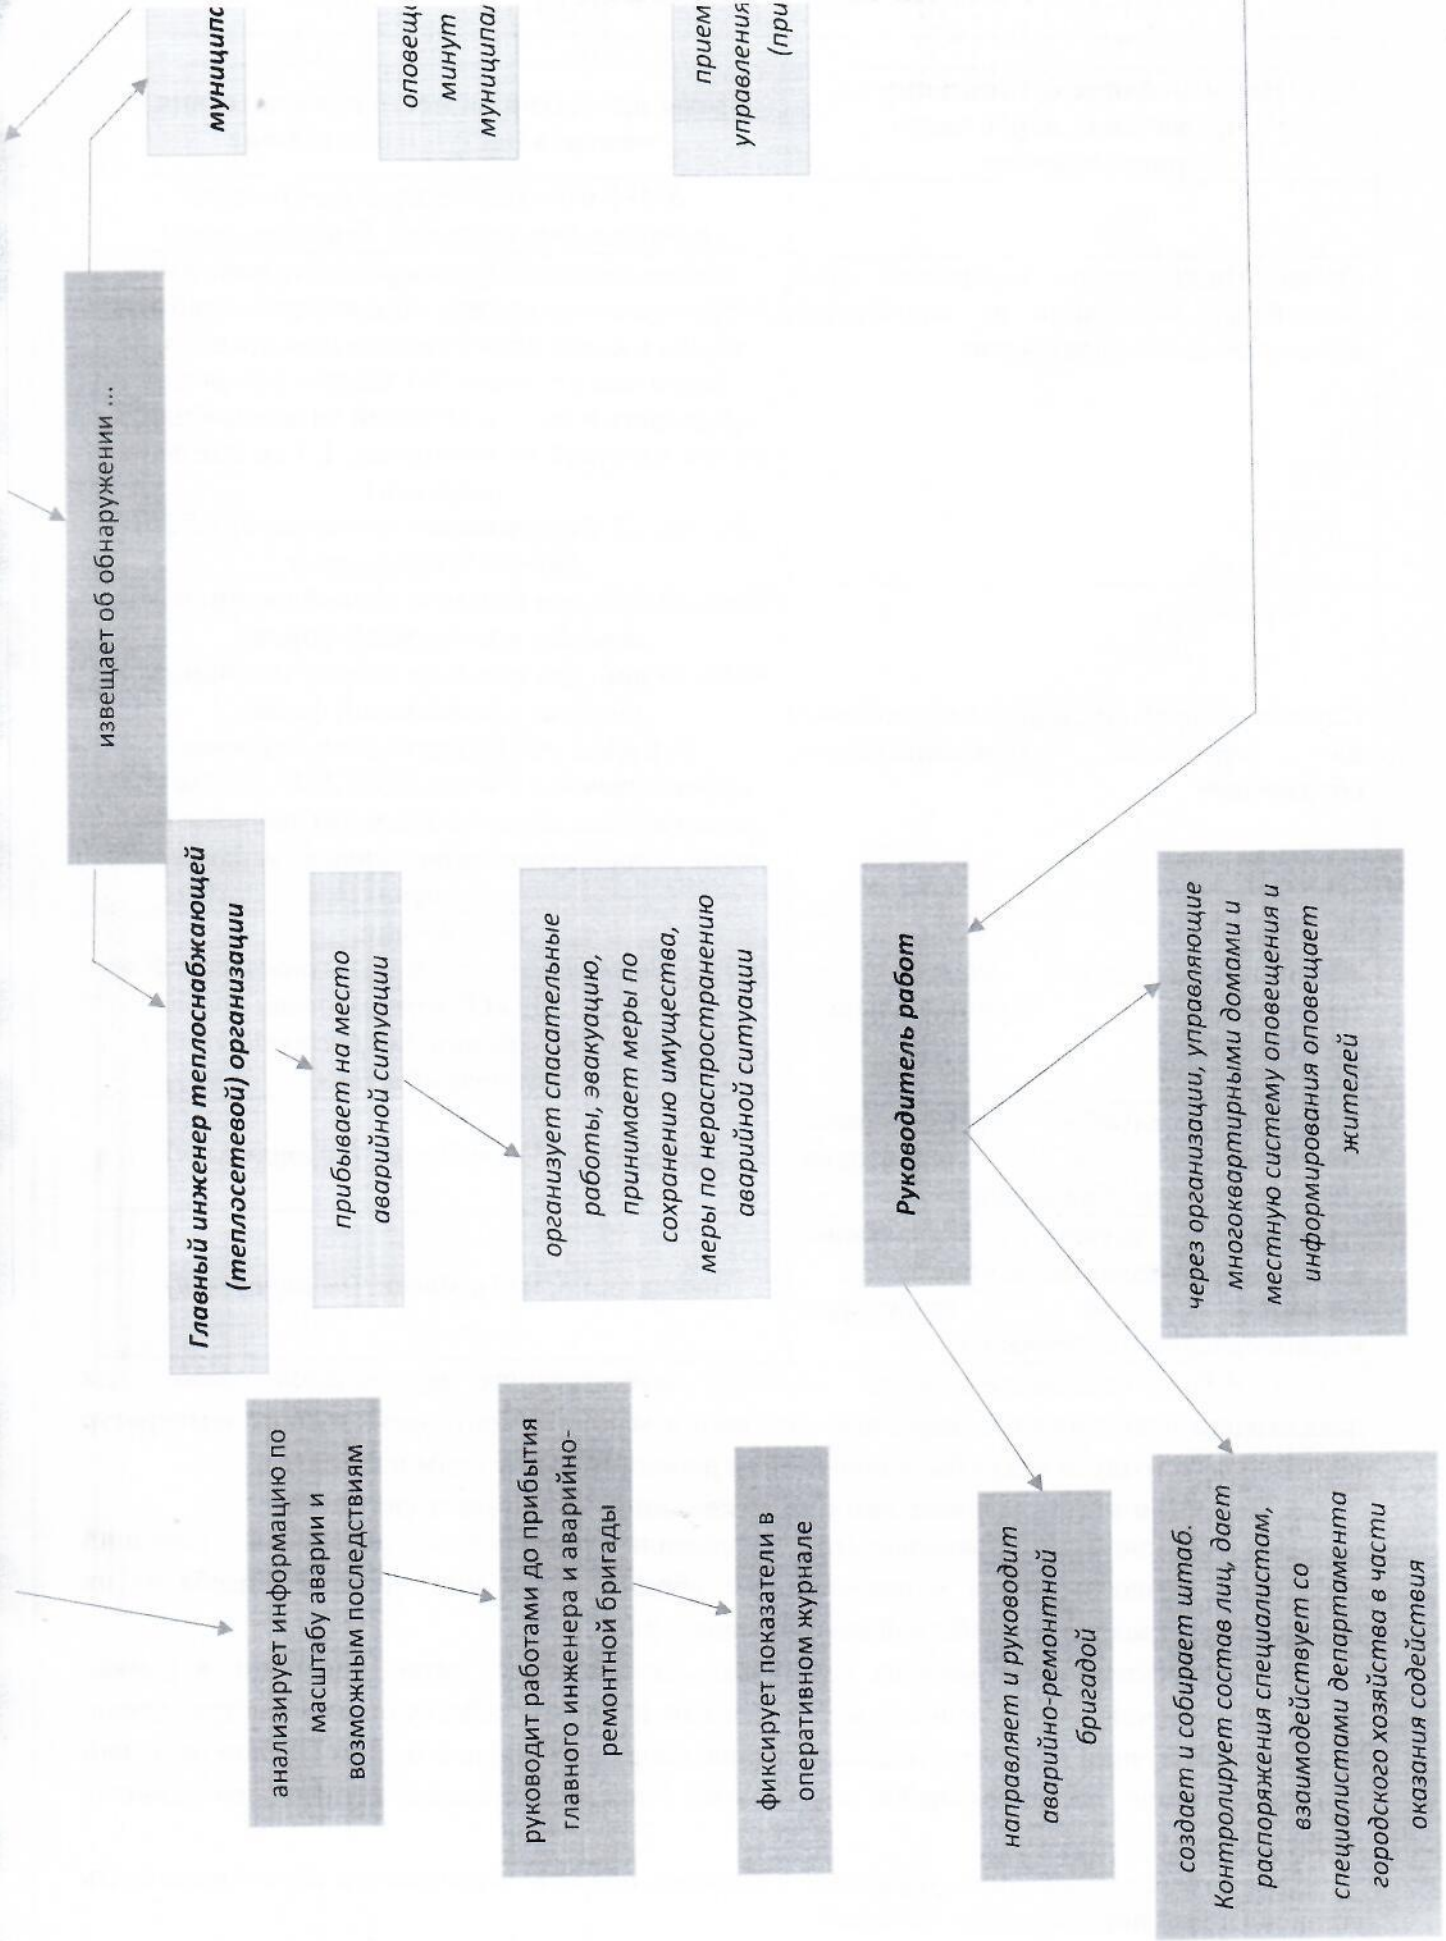 извещает об обнаружении ...
Главный инженер теплоснабжающей
(теплосетевой) организации
прибывает на место
аварийной ситуации
организует спасательные
работы, эвакуацию,
принимает меры по
сохранению имущества,
меры по нераспространению
аварийной ситуации
анализирует информацию по
масштабу аварии и
возможным последствиям
руководит работами до прибытия
главного инженера и аварийно-
ремонтной бригады
фиксирует показатели в
оперативном журнале
Руководитель работ
направляет и руководит
аварийно-ремонтной
бригадой
создает и собирает штаб.
Контролирует состав лиц, дает
распоряжения специалистам,
взаимодействует со
специалистами департамента
городского хозяйства в части
оказания содействия
через организации, управляющие
многоквартирными домами и
местную систему оповещения и
информирования оповещает
жителей
минут
прием
управления